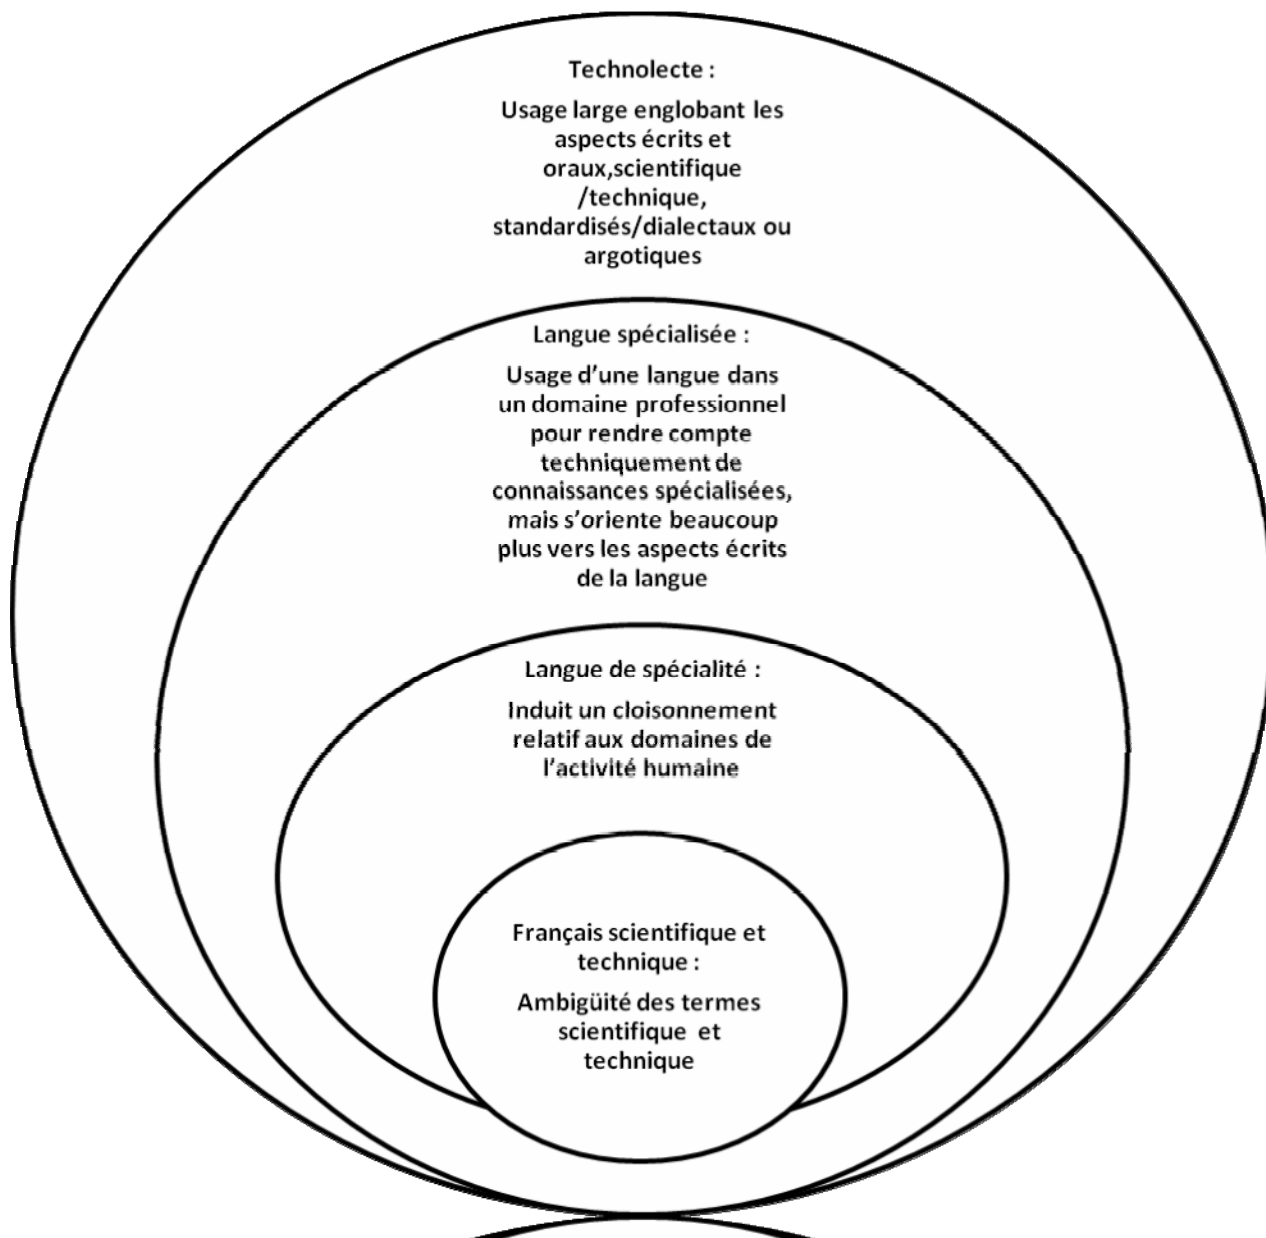 Technolecte :
Usage large englobant les
aspects écrits et
oraux,scientifique
/technique,
standardisés/dialectaux ou
argotiques
Langue spécialisée :
Usage d'une langue dans
un domaine professionnel
pour rendre compte
techniquement de
connaissances spécialisées,
mais s'oriente beaucoup
plus vers les aspects écrits
de la langue
Langue de spécialité :
Induit un cloisonnement
relatif aux domaines de
l'activité humaine
Français scientifique et
technique :
Ambigüité des termes
scientifique et
technique